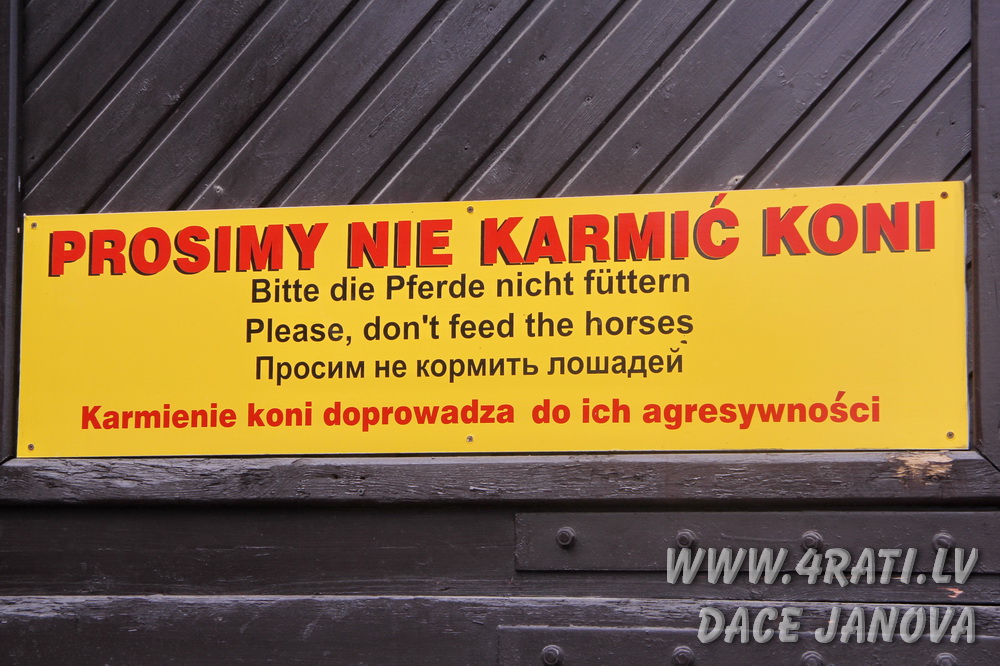 PROSIMY NIE KARMIĆ KONI
Bitte die Pferde nicht füttern
Please, don't feed the horses
Просим не кормить лошадей
Karmienie koni doprowadza do ich agresywności
WWW.4RATI.LV
DACE JANOVA